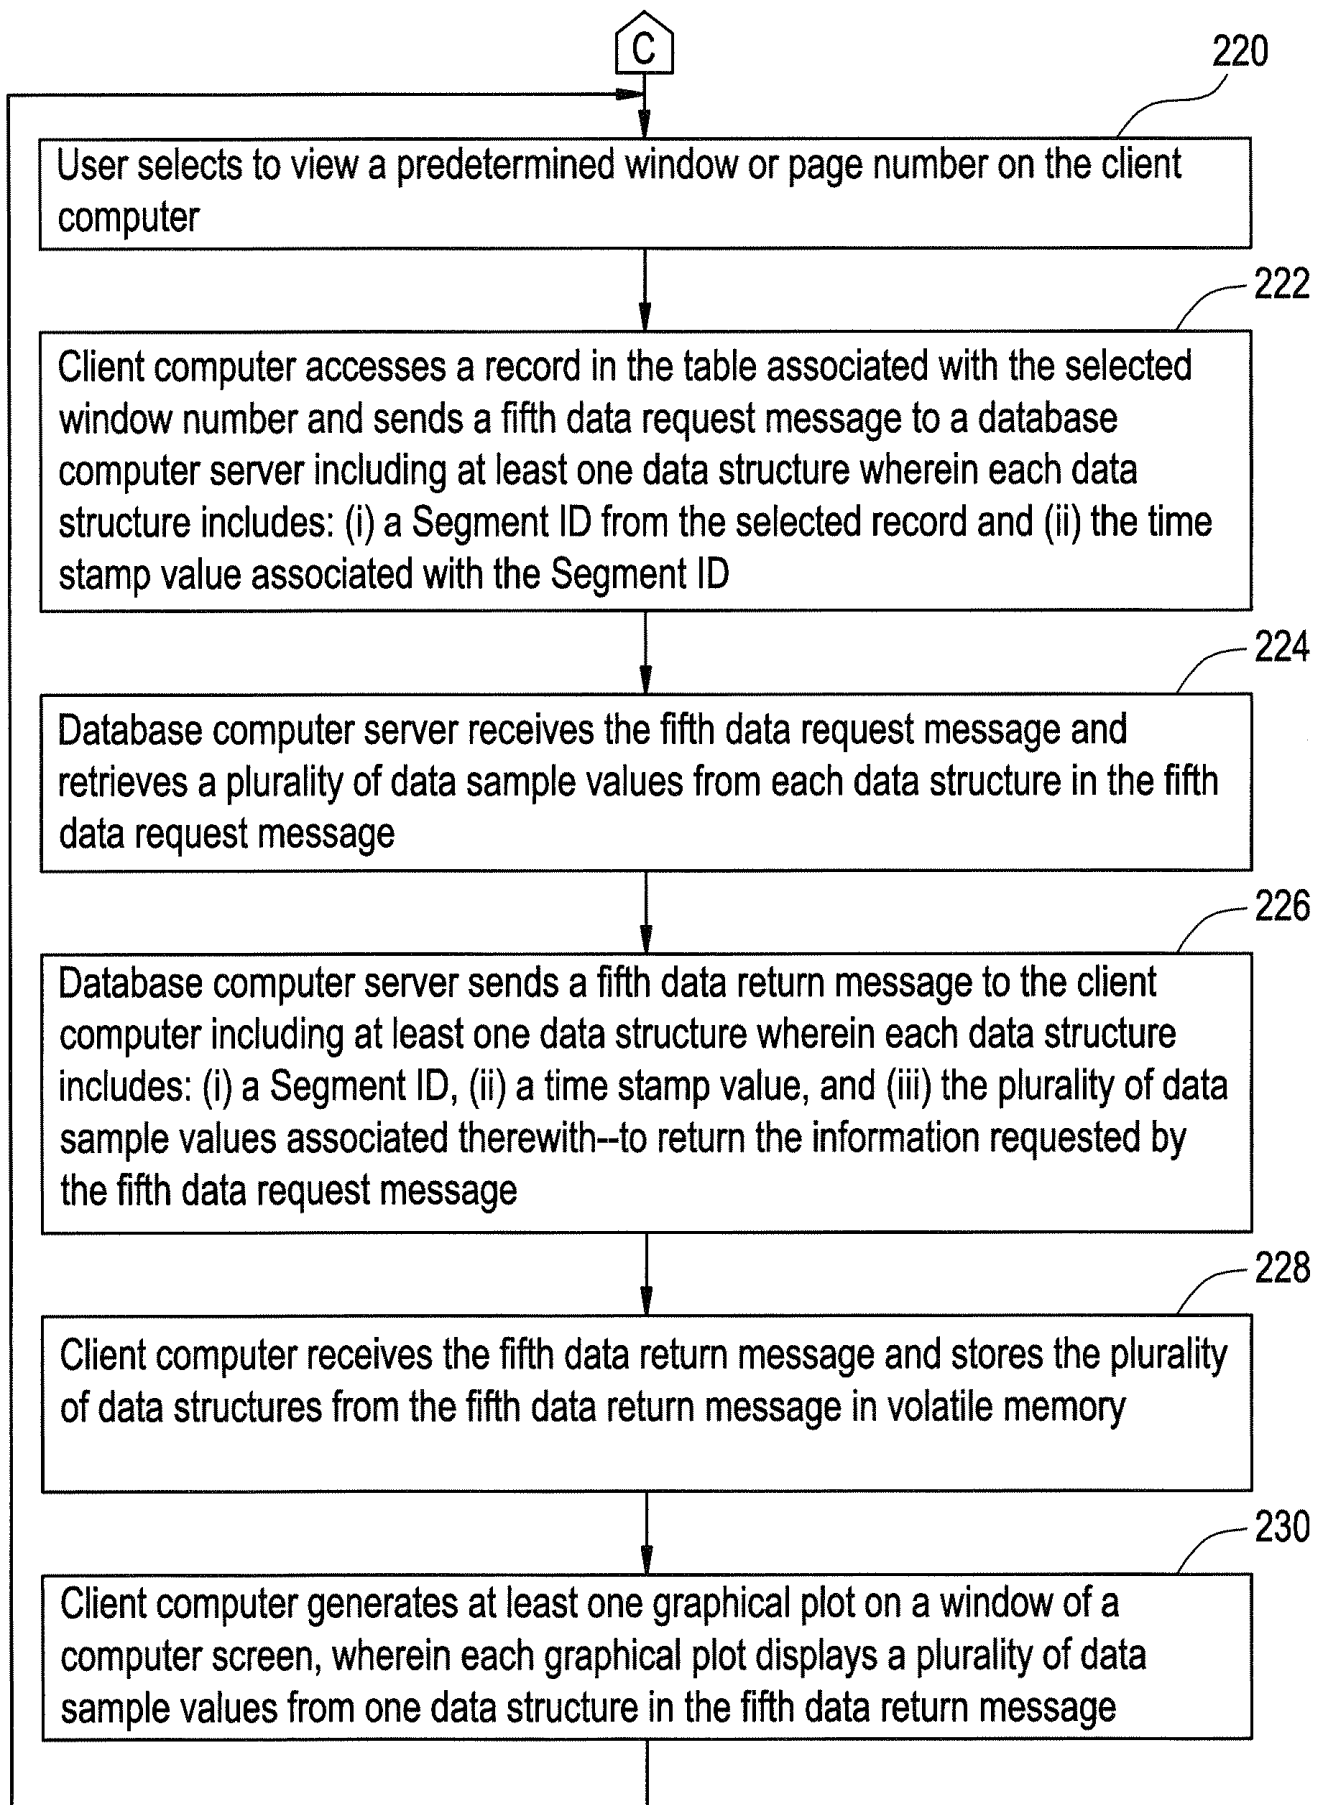 C
220
User selects to view a predetermined window or page number on the client
computer
222
Client computer accesses a record in the table associated with the selected
window number and sends a fifth data request message to a database
computer server including at least one data structure wherein each data
structure includes: (i) a Segment ID from the selected record and (ii) the time
stamp value associated with the Segment ID
224
Database computer server receives the fifth data request message and
retrieves a plurality of data sample values from each data structure in the fifth
data request message
226
Database computer server sends a fifth data return message to the client
computer including at least one data structure wherein each data structure
includes: (i) a Segment ID, (ii) a time stamp value, and (iii) the plurality of data
sample values associated therewith--to return the information requested by
the fifth data request message
228
Client computer receives the fifth data return message and stores the plurality
of data structures from the fifth data return message in volatile memory
230
Client computer generates at least one graphical plot on a window of a
computer screen, wherein each graphical plot displays a plurality of data
sample values from one data structure in the fifth data return message